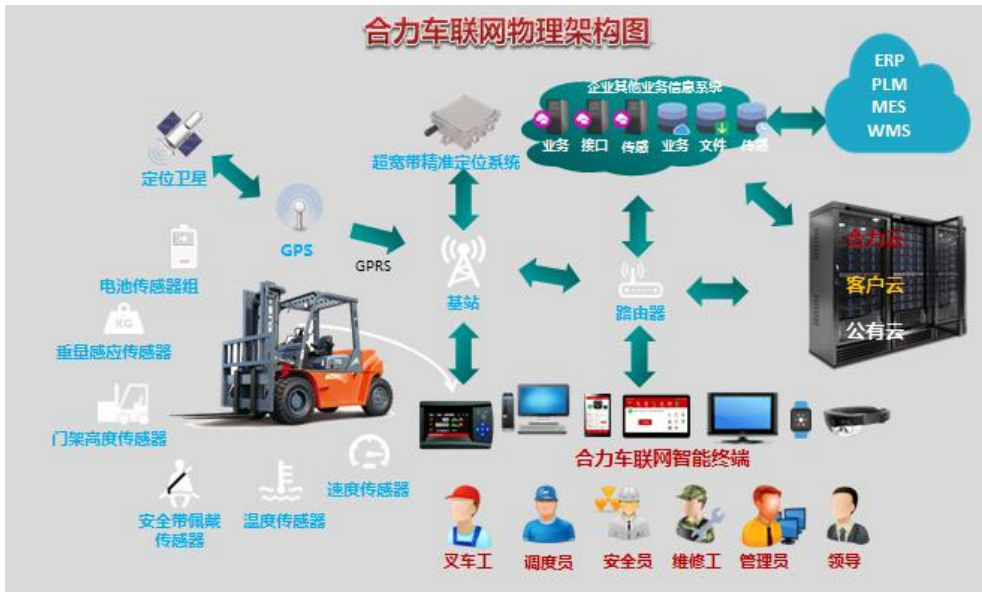 合力车联网物理架构图
ERP
PLM
MES
WMS
企业其他业务信息系统
业务 接口 传感 业务 文件 传感
超宽带精准定位系统
定位卫星
GPS
GPRS
基站
路由器
合力云
客户云
公有云
电池传感器组
KG
重量感应传感器
门架高度传感器
安全带佩戴
传感器
温度传感器
速度传感器
合力车联网智能终端
叉车工
调度员
安全员
维修工
管理员
领导